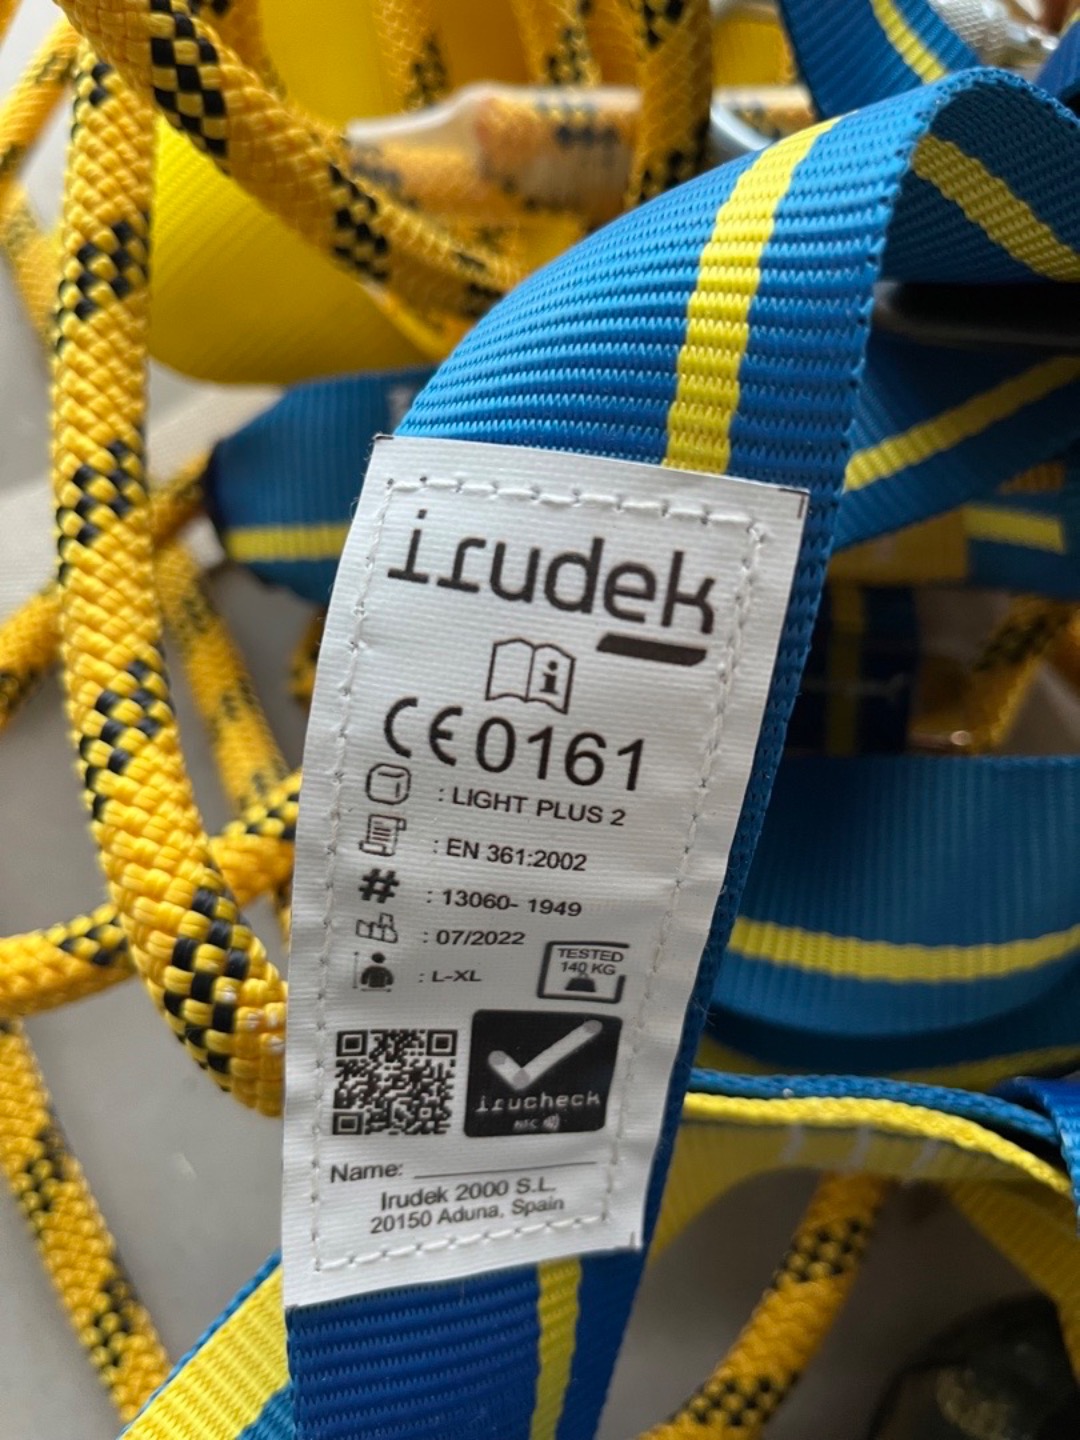 irudek
CE0161
: LIGHT PLUS 2
: EN 361:2002
# : 13060- 1949
: 07/2022
: L-XL
TESTED
140 KG
irucheck
NFC
Name: ____________
Irudek 2000 S.L.
20150 Aduna, Spain